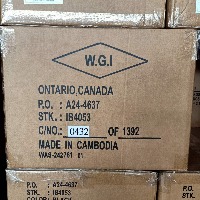 W.G.I
ONTARIO,CANADA
P.O. : A24-4637
STK. : IB4053
C/NO.: 0432 OF 1392
MADE IN CAMBODIA
P.O. : A24-4637
STK. : IB4053
COLOR: BLACK
P.O.
STK.